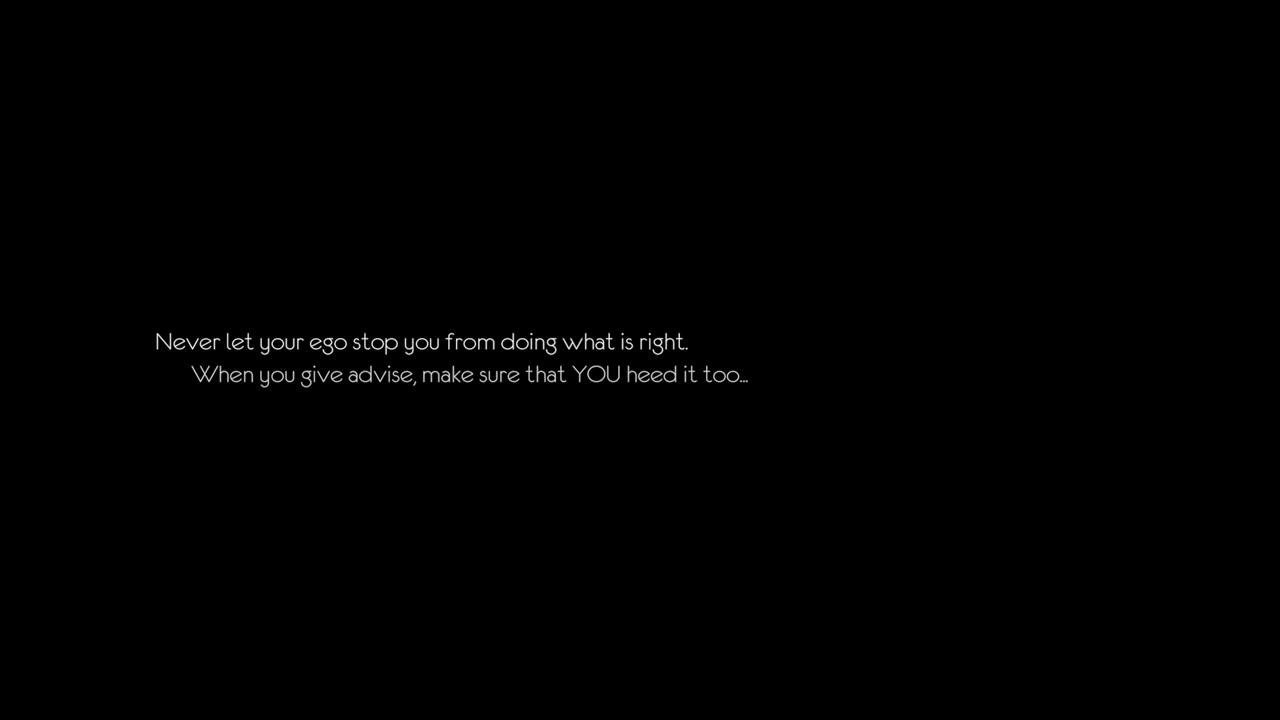 Never let your ego stop you from doing what is right.
When you give advise, make sure that YOU heed it too...